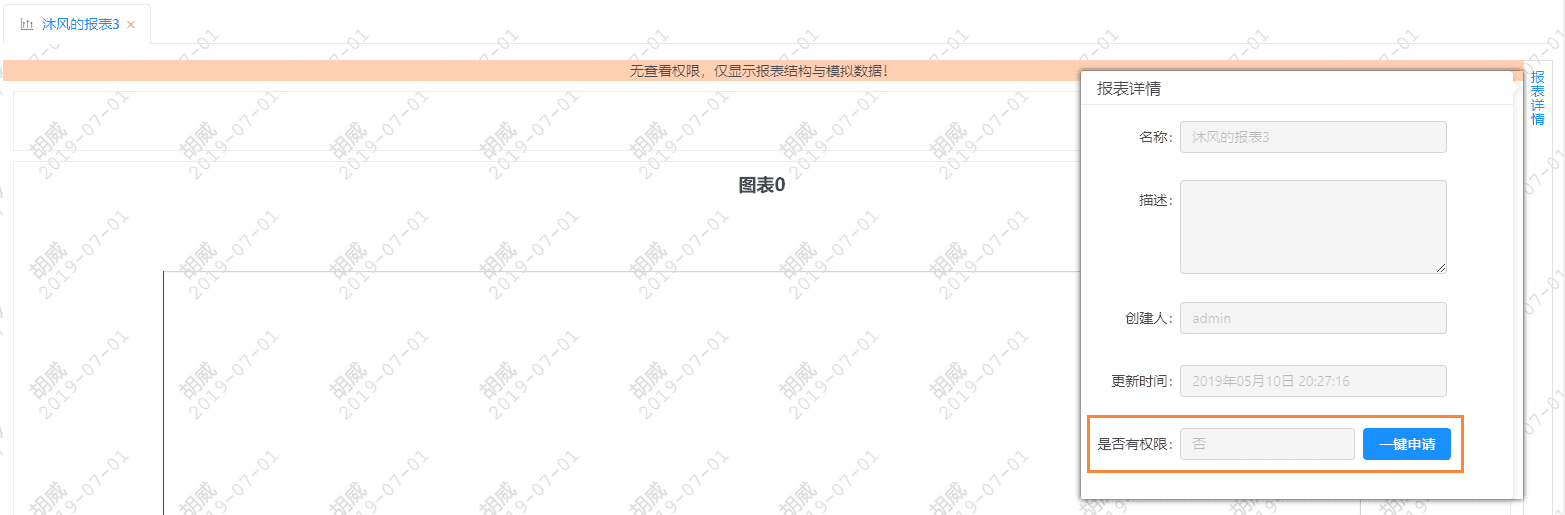 沐风的报表3
无查看权限，仅显示报表结构与模拟数据！
图表0
报表详情
名称：
沐风的报表3
描述：
创建人：
admin
更新时间：
2019年05月10日 20:27:16
是否有权限：
否
一键申请
报表详情
胡威
2019-07-01